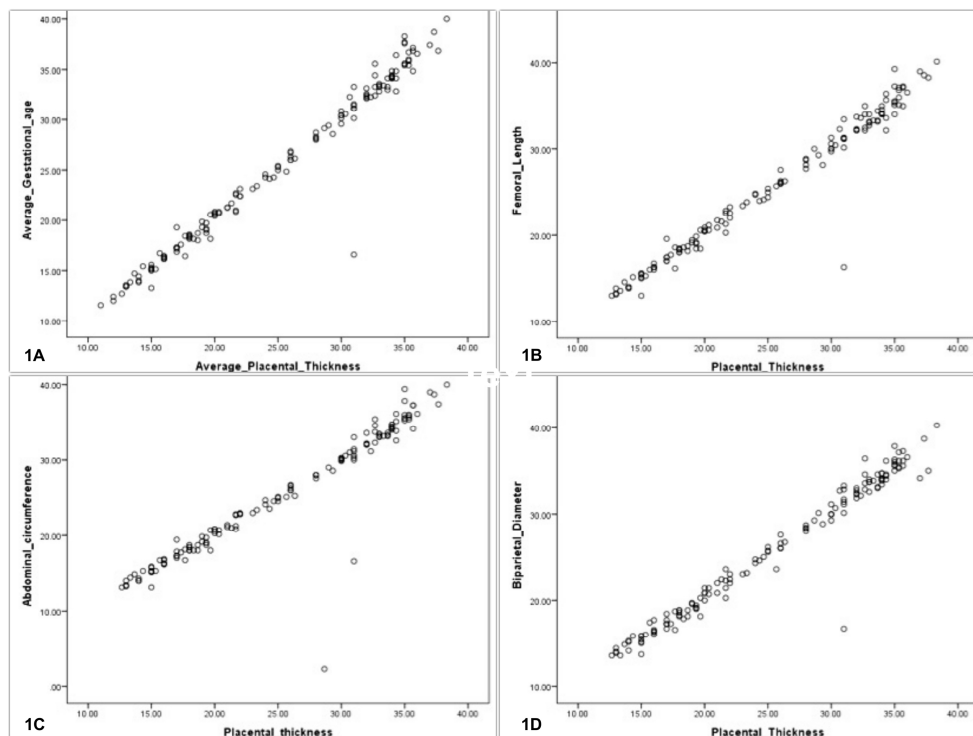 40.00
35.00
30.00
25.00
20.00
15.00
10.00
Average_Gestational_age
10.00 15.00 20.00 25.00 30.00 35.00 40.00
1A
Average_Placental_Thickness
40.00
30.00
20.00
10.00
Femoral_Length
10.00 15.00 20.00 25.00 30.00 35.00 40.00
1B
Placental_Thickness
40.00
30.00
20.00
10.00
.00
Abdominal_circumference
10.00 15.00 20.00 25.00 30.00 35.00 40.00
1C
Placental_thickness
40.00
30.00
20.00
10.00
Biparietal_Diameter
10.00 15.00 20.00 25.00 30.00 35.00 40.00
1D
Placental_Thickness